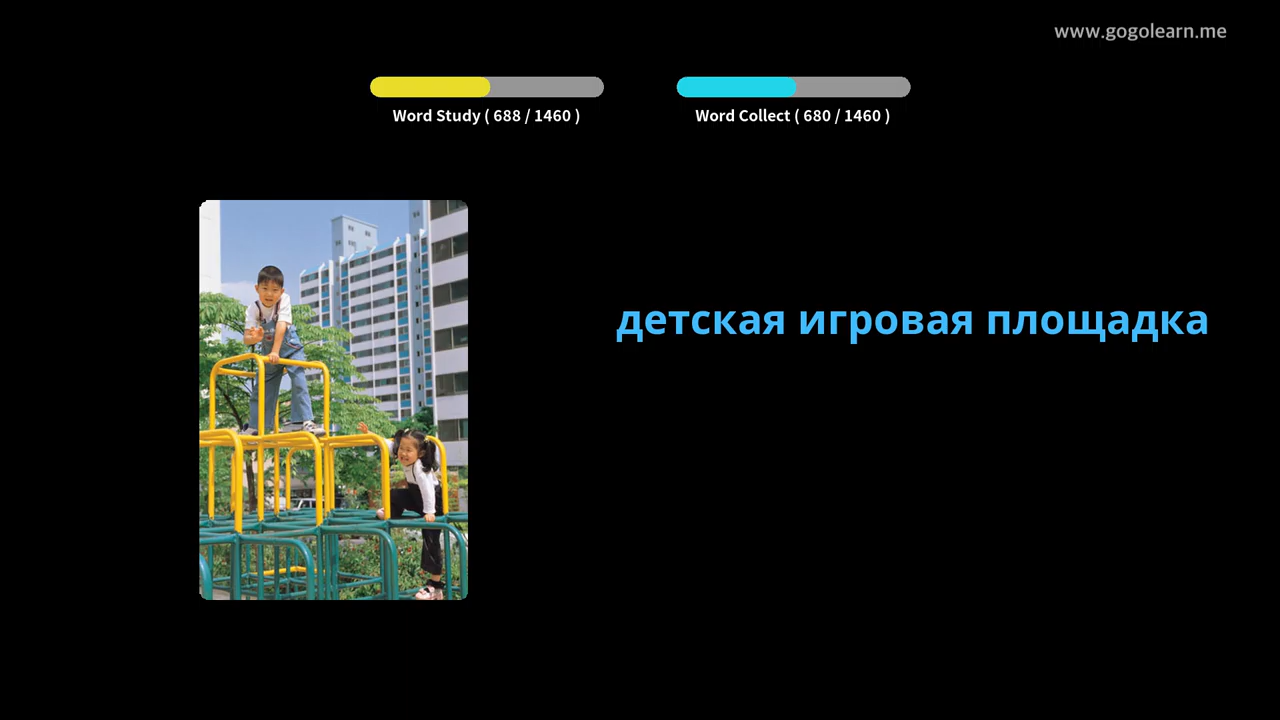 www.gogolearn.me
Word Study ( 688 / 1460 )
Word Collect ( 680 / 1460 )
детская игровая площадка